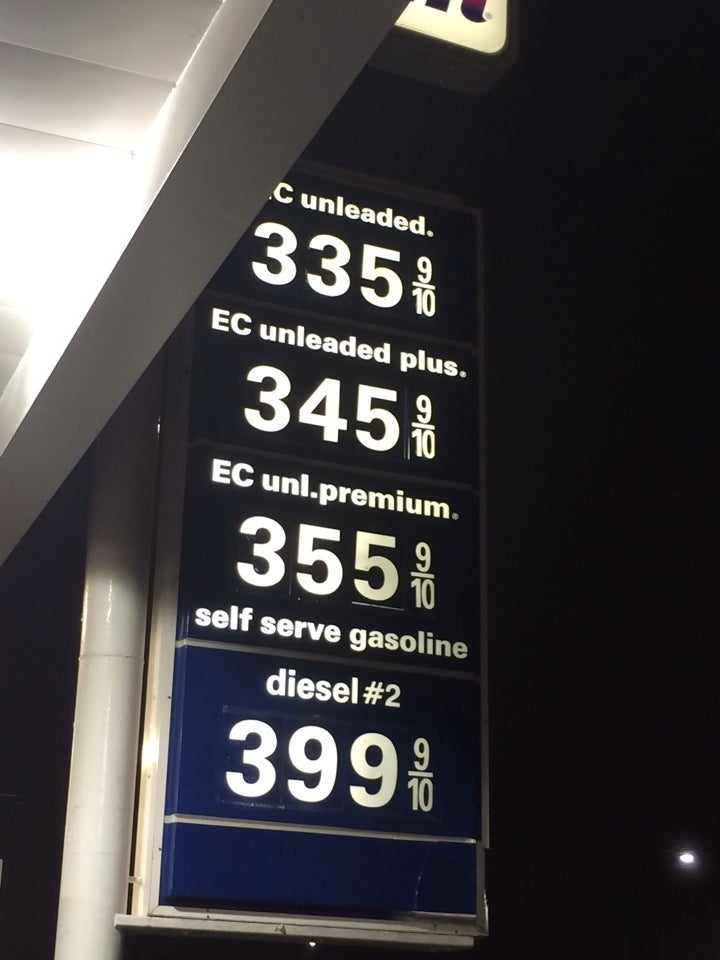 C unleaded.
335 9/10
EC unleaded plus.
345 9/10
EC unl.premium.
355 9/10
self serve gasoline
diesel #2
399 9/10